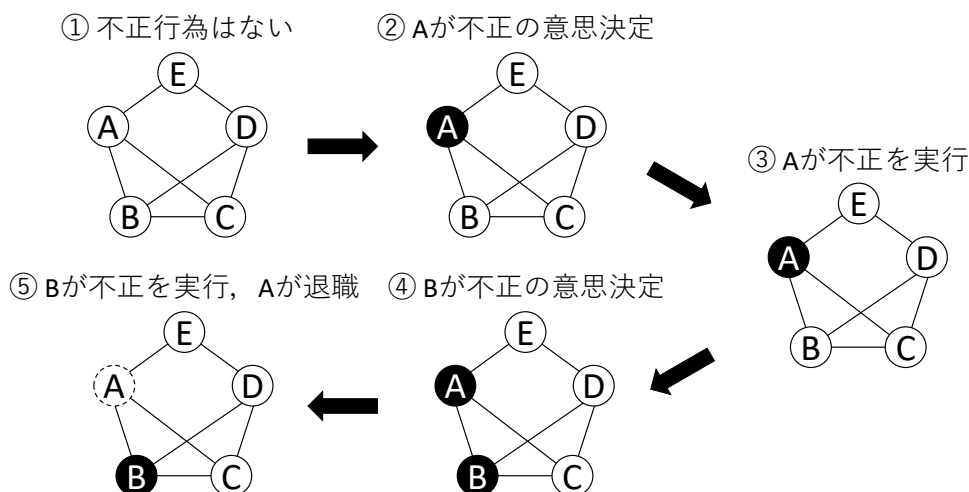 ① 不正行為はない
E
A
D
B
C
② Aが不正の意思決定
E
A
D
B
C
③ Aが不正を実行
E
A
D
B
C
④ Bが不正の意思決定
E
A
D
B
C
⑤ Bが不正を実行，Aが退職
E
A
D
B
C